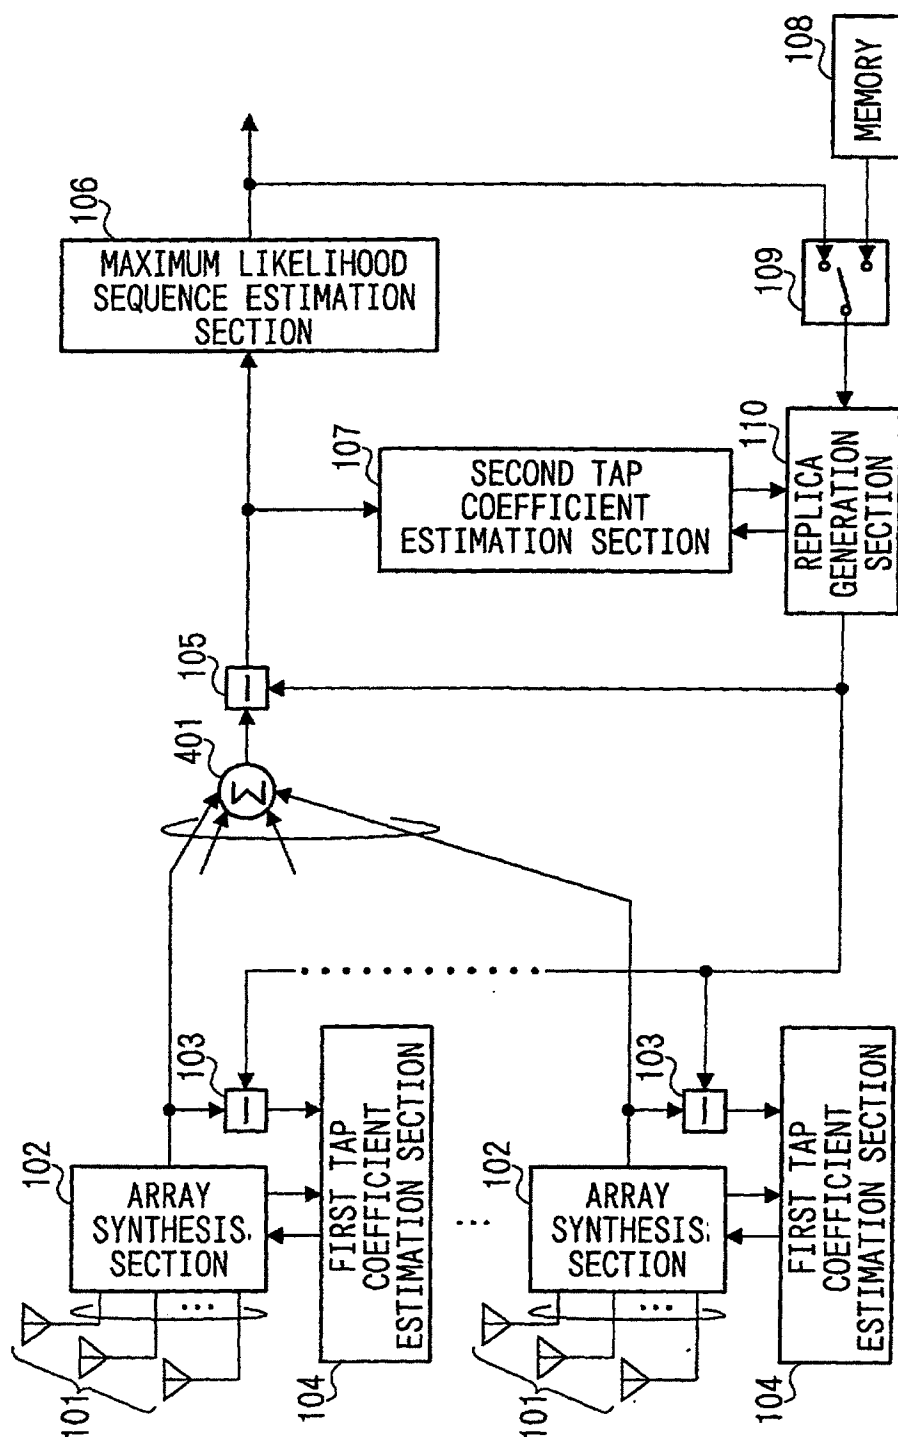 101
102
ARRAY
SYNTHESIS
SECTION
103
104
FIRST TAP
COEFFICIENT
ESTIMATION SECTION
...
101
102
ARRAY
SYNTHESIS
SECTION
103
104
FIRST TAP
COEFFICIENT
ESTIMATION SECTION
401
Σ
105
106
MAXIMUM LIKELIHOOD
SEQUENCE ESTIMATION
SECTION
107
SECOND TAP
COEFFICIENT
ESTIMATION SECTION
110
REPLICA
GENERATION
SECTION
109
108
MEMORY